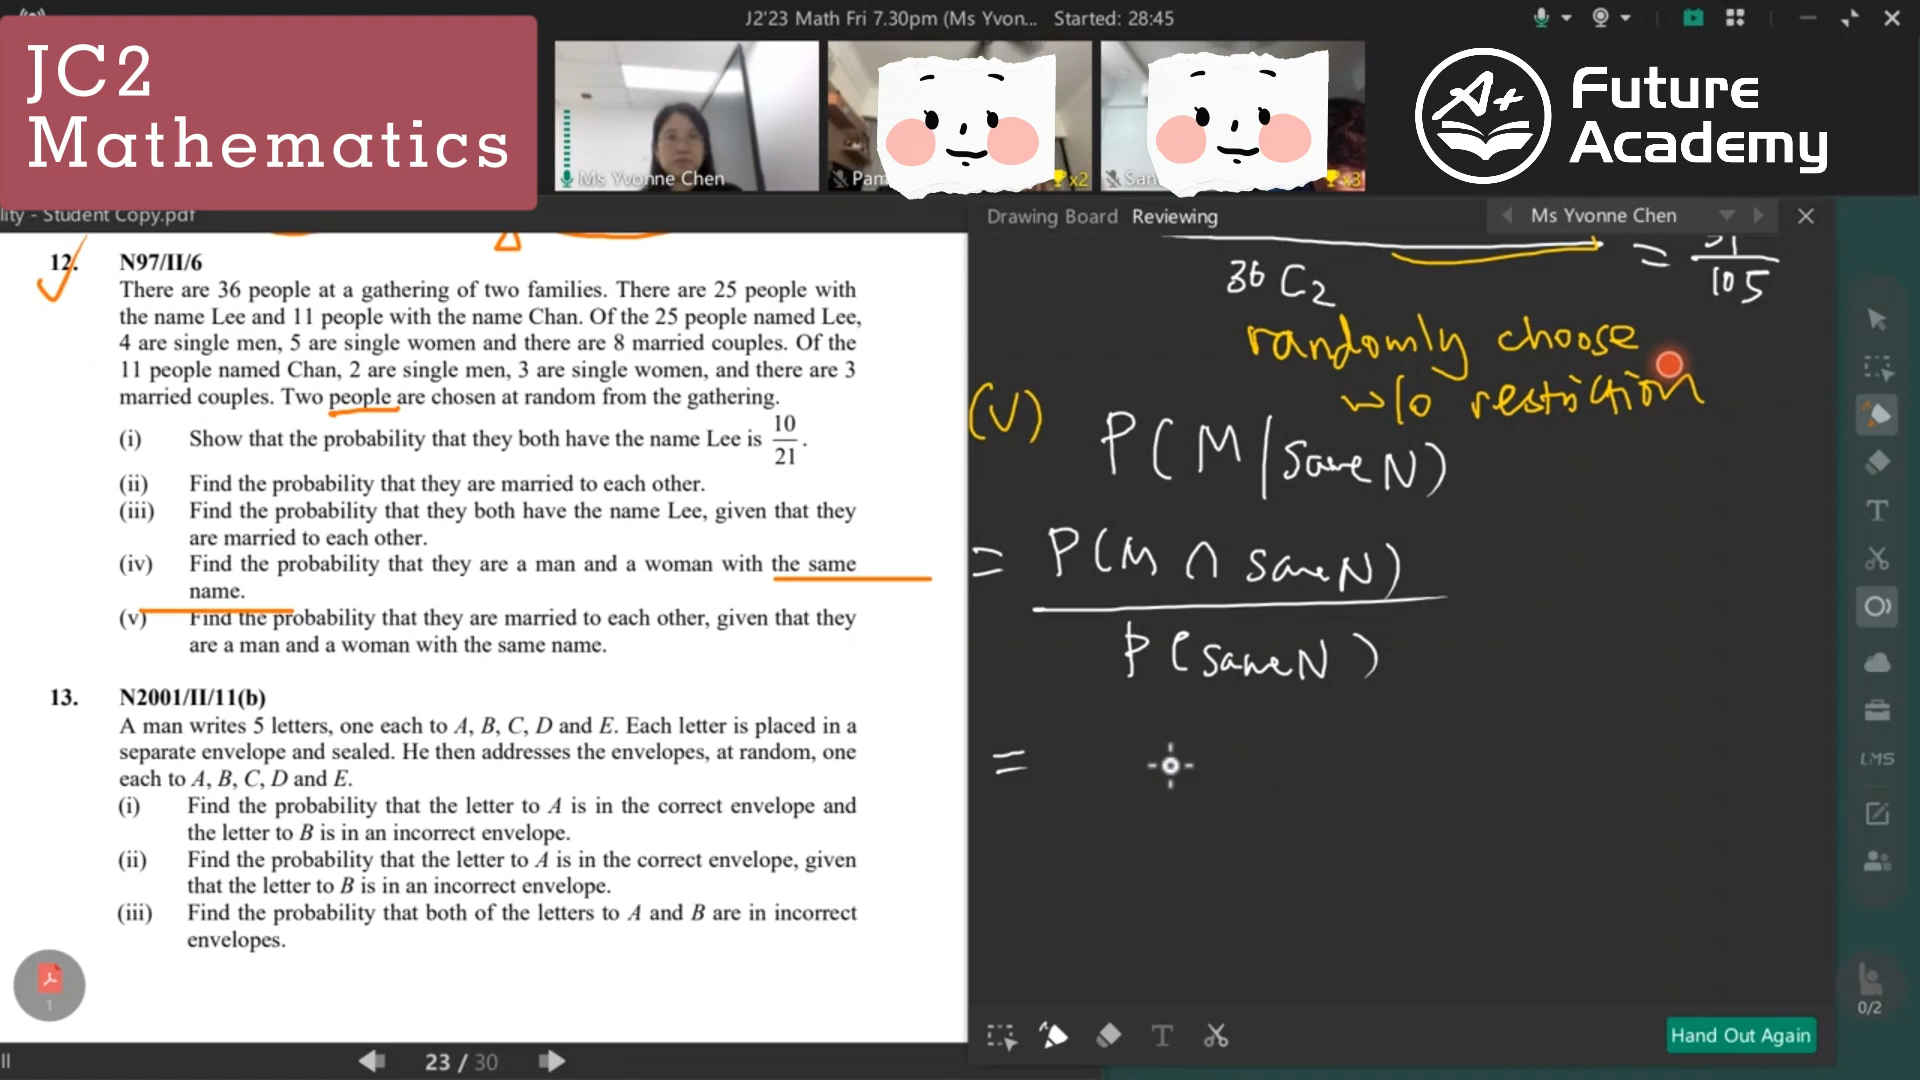 J2'23 Math Fri 7.30pm (Ms Yvon... Started: 28:45
JC2
Mathematics
Ms Yvonne Chen
x2
x3
A+
Future
Academy
lity - Student Copy.pdf
Drawing Board Reviewing
Ms Yvonne Chen
12. N97/II/6
There are 36 people at a gathering of two families. There are 25 people with
the name Lee and 11 people with the name Chan. Of the 25 people named Lee,
4 are single men, 5 are single women and there are 8 married couples. Of the
11 people named Chan, 2 are single men, 3 are single women, and there are 3
married couples. Two people are chosen at random from the gathering.
(i) Show that the probability that they both have the name Lee is 10/21.
(ii) Find the probability that they are married to each other.
(iii) Find the probability that they both have the name Lee, given that they
are married to each other.
(iv) Find the probability that they are a man and a woman with the same
name.
(v) Find the probability that they are married to each other, given that they
are a man and a woman with the same name.
13. N2001/II/11(b)
A man writes 5 letters, one each to A, B, C, D and E. Each letter is placed in a
separate envelope and sealed. He then addresses the envelopes, at random, one
each to A, B, C, D and E.
(i) Find the probability that the letter to A is in the correct envelope and
the letter to B is in an incorrect envelope.
(ii) Find the probability that the letter to A is in the correct envelope, given
that the letter to B is in an incorrect envelope.
(iii) Find the probability that both of the letters to A and B are in incorrect
envelopes.
1
23 / 30
36 C2
= 31/105
randomly choose
w/o restriction
(V) P(M | Same N)
= P(M ∩ same N)
P(same N)
=
T
LMS
0/2
T
Hand Out Again